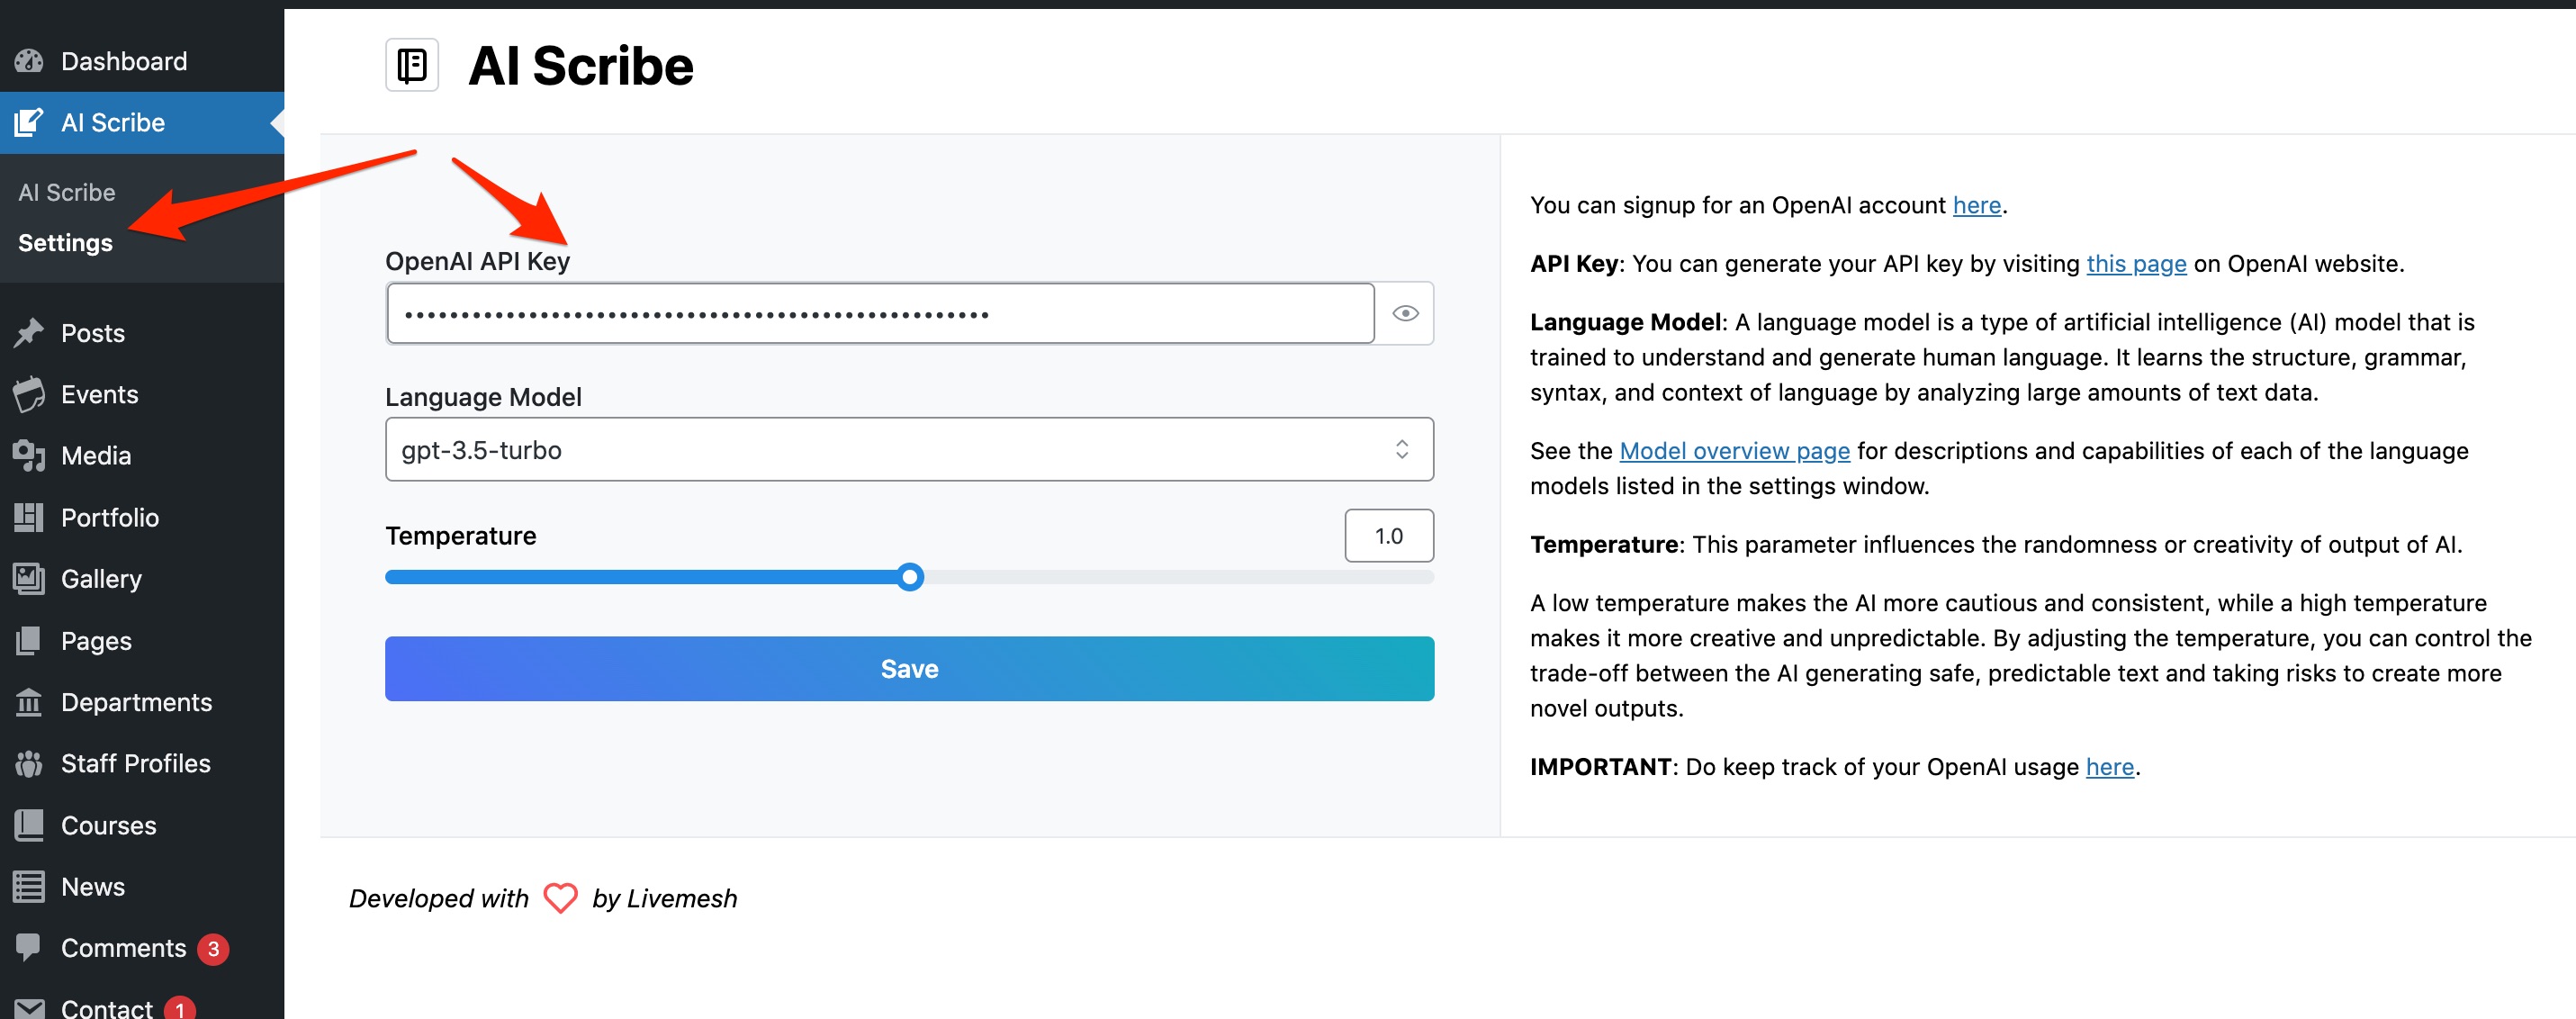 Dashboard
AI Scribe
AI Scribe
Settings
Posts
Events
Media
Portfolio
Gallery
Pages
Departments
Staff Profiles
Courses
News
Comments 3
Contact 1
AI Scribe
OpenAI API Key
Language Model
gpt-3.5-turbo
Temperature
1.0
Save
You can signup for an OpenAI account here.
API Key: You can generate your API key by visiting this page on OpenAI website.
Language Model: A language model is a type of artificial intelligence (AI) model that is
trained to understand and generate human language. It learns the structure, grammar,
syntax, and context of language by analyzing large amounts of text data.
See the Model overview page for descriptions and capabilities of each of the language
models listed in the settings window.
Temperature: This parameter influences the randomness or creativity of output of AI.
A low temperature makes the AI more cautious and consistent, while a high temperature
makes it more creative and unpredictable. By adjusting the temperature, you can control the
trade-off between the AI generating safe, predictable text and taking risks to create more
novel outputs.
IMPORTANT: Do keep track of your OpenAI usage here.
Developed with by Livemesh